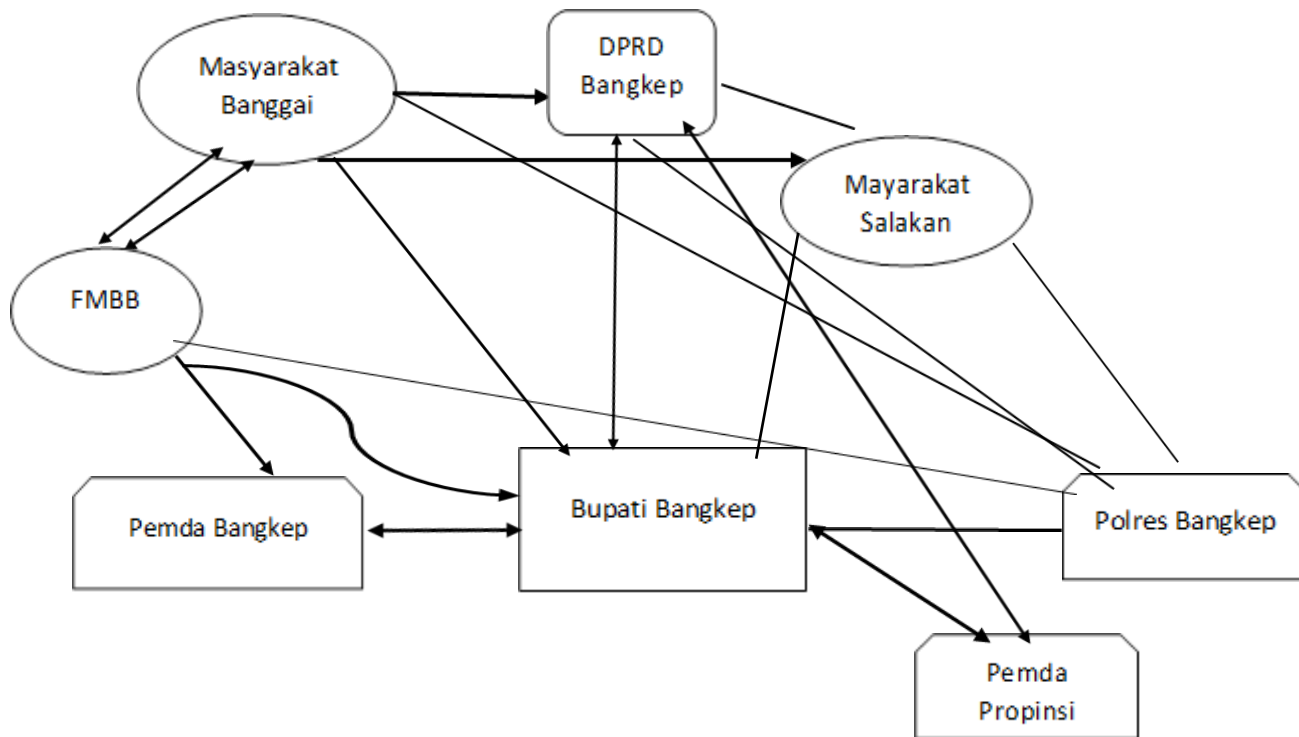 Masyarakat
Banggai
DPRD
Bangkep
Mayarakat
Salakan
FMBB
Pemda Bangkep
Bupati Bangkep
Polres Bangkep
Pemda
Propinsi